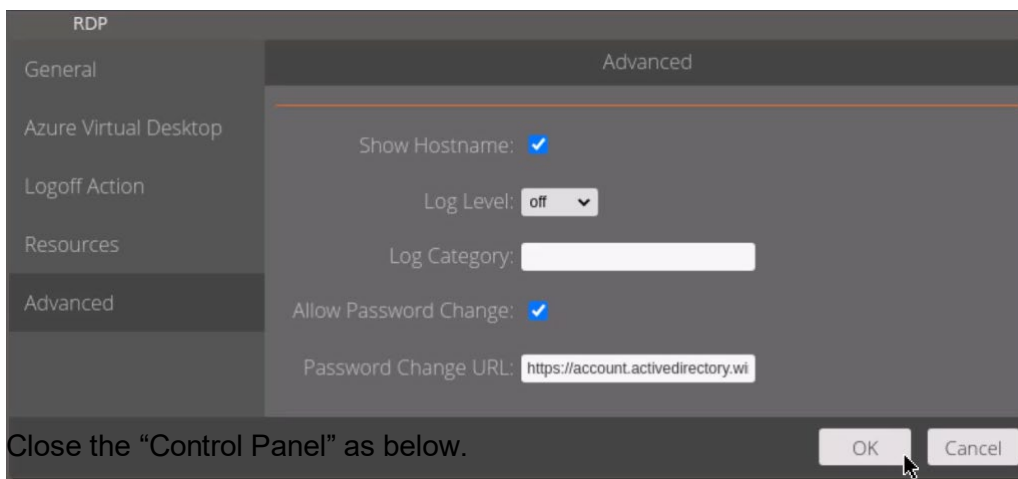 RDP
General
Advanced
Azure Virtual Desktop
Show Hostname:
Logoff Action
Log Level: off
Resources
Log Category:
Advanced
Allow Password Change:
Password Change URL: https://account.activedirectory.wi
Close the “Control Panel” as below.
OK Cancel